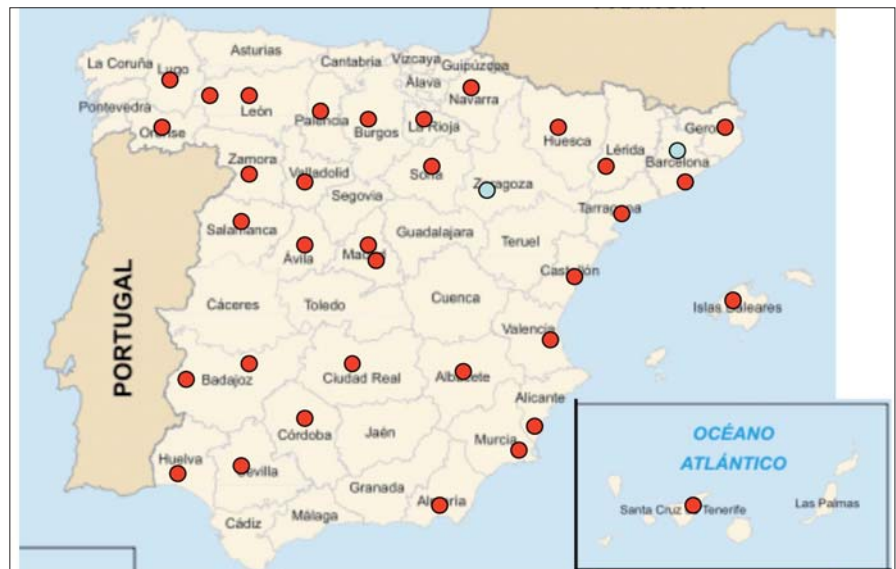 Asturias
Cantabria
Vizcaya
Guipúzcoa
La Coruña
Lugo
Álava
Navarra
León
Palencia
Burgos
La Rioja
Huesca
Lérida
Gerona
Barcelona
Pontevedra
Orense
Zamora
Valladolid
Soria
Zaragoza
Segovia
Tarragona
Salamanca
Ávila
Madrid
Guadalajara
Teruel
Castellón
Cáceres
Toledo
Cuenca
Islas Baleares
Valencia
PORTUGAL
Badajoz
Ciudad Real
Albacete
Alicante
Córdoba
Jaén
Murcia
Huelva
Sevilla
Granada
Almería
Cádiz
Málaga
OCÉANO
ATLÁNTICO
Santa Cruz Tenerife
Las Palmas